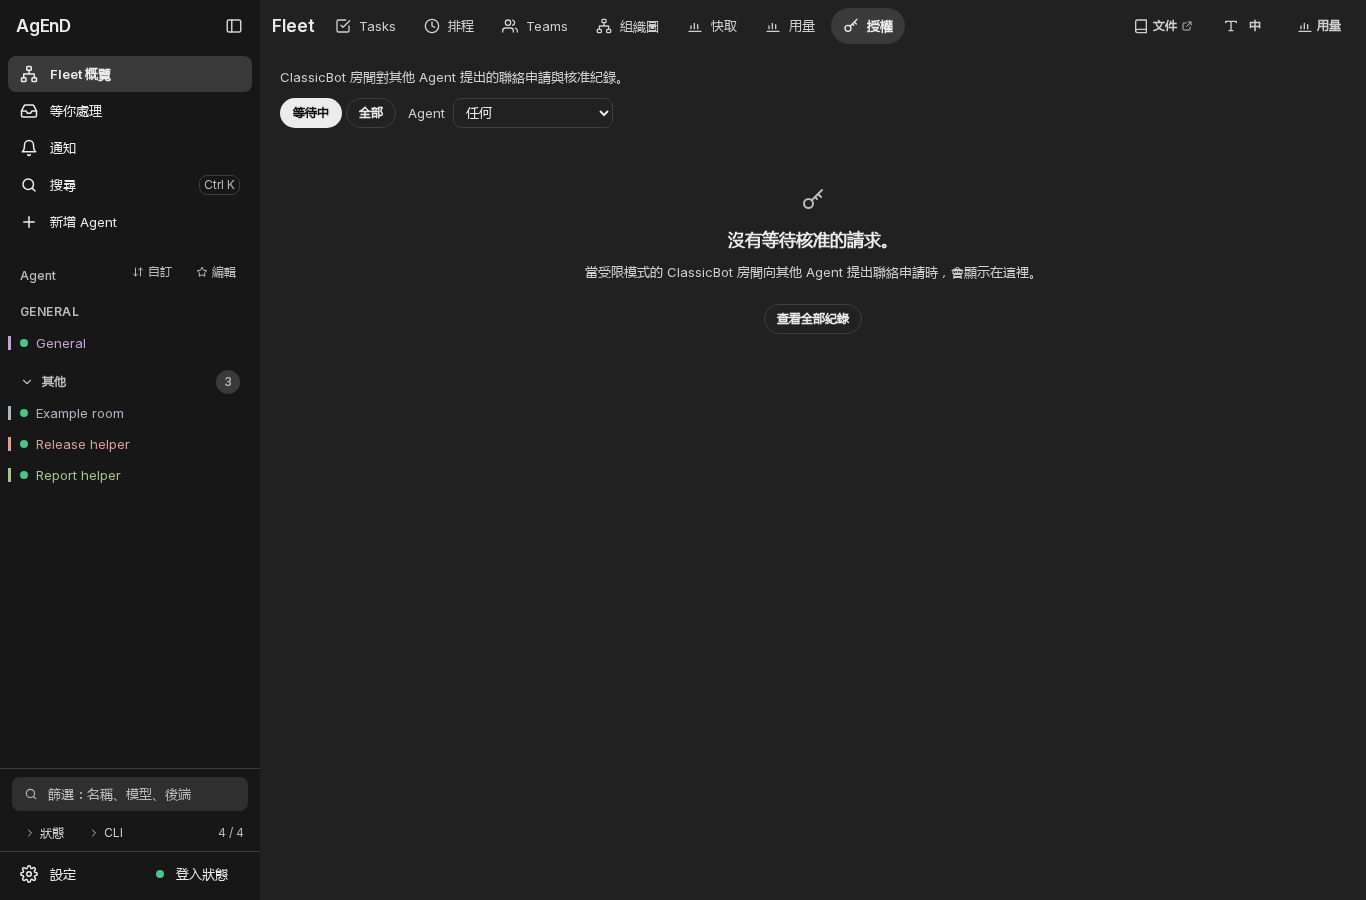 AgEnD
Fleet 概覽
等你處理
通知
搜尋 Ctrl K
新增 Agent
Agent 自訂 編輯
GENERAL
General
其他 3
Example room
Release helper
Report helper
篩選：名稱、模型、後端
狀態 CLI 4 / 4
設定 登入狀態
Fleet Tasks 排程 Teams 組織圖 快取 用量 授權 文件 中 用量
ClassicBot 房間對其他 Agent 提出的聯絡申請與核准紀錄。
等待中 全部 Agent 任何
沒有等待核准的請求。
當受限模式的 ClassicBot 房間向其他 Agent 提出聯絡申請時，會顯示在這裡。
查看全部紀錄